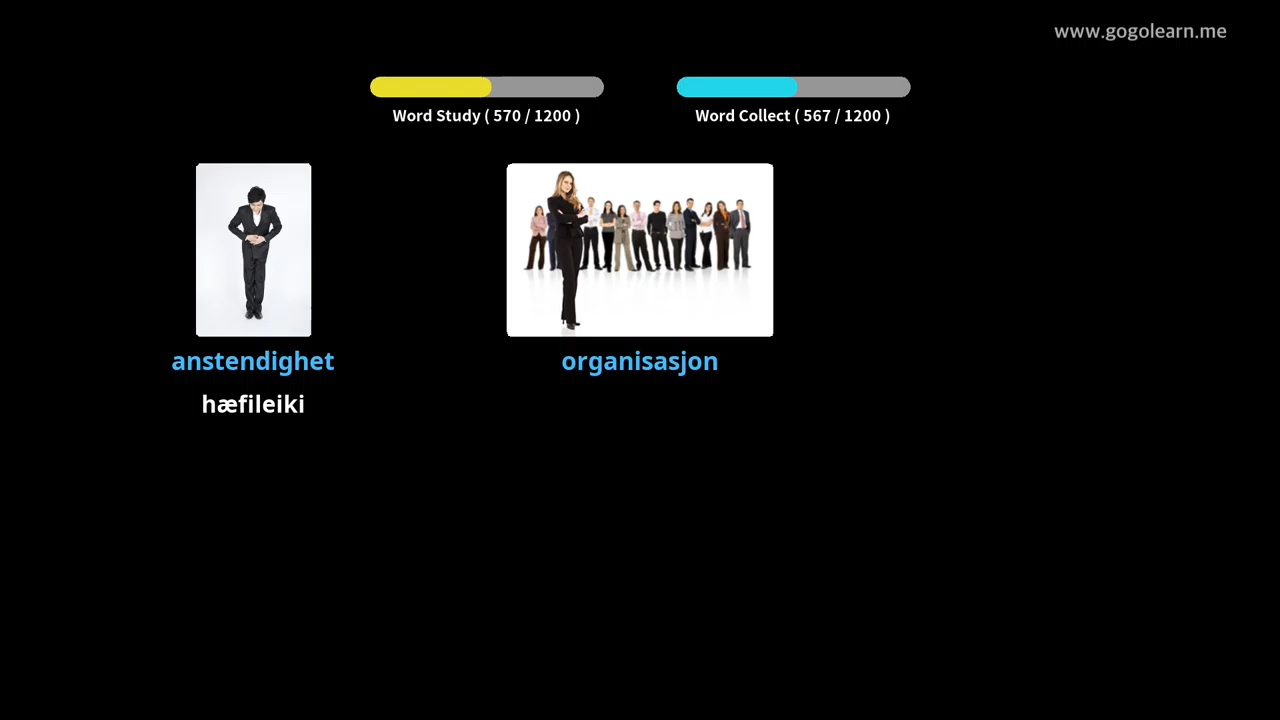 www.gogolearn.me
Word Study ( 570 / 1200 )
Word Collect ( 567 / 1200 )
anstendighet
organisasjon
hæfileiki